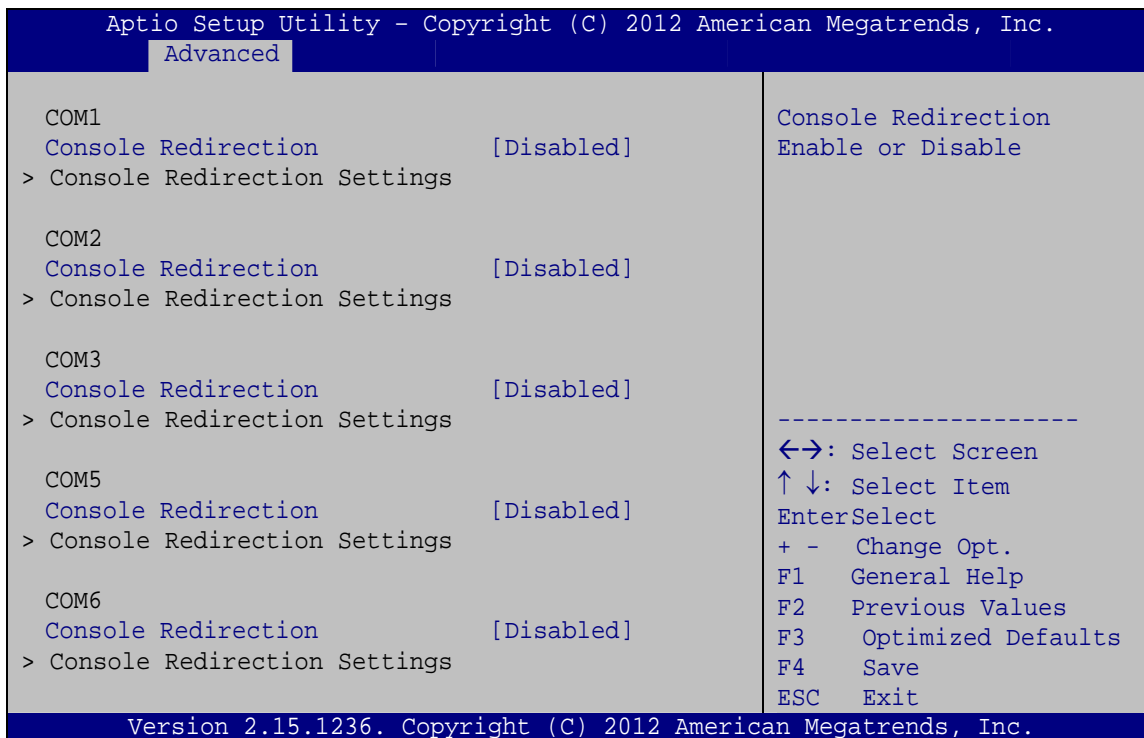 Aptio Setup Utility – Copyright (C) 2012 American Megatrends, Inc.
Advanced
COM1
Console Redirection [Disabled]
> Console Redirection Settings
COM2
Console Redirection [Disabled]
> Console Redirection Settings
COM3
Console Redirection [Disabled]
> Console Redirection Settings
COM5
Console Redirection [Disabled]
> Console Redirection Settings
COM6
Console Redirection [Disabled]
> Console Redirection Settings
Console Redirection
Enable or Disable
---------------------
←→: Select Screen
↑ ↓: Select Item
EnterSelect
+ - Change Opt.
F1 General Help
F2 Previous Values
F3 Optimized Defaults
F4 Save
ESC Exit
Version 2.15.1236. Copyright (C) 2012 American Megatrends, Inc.